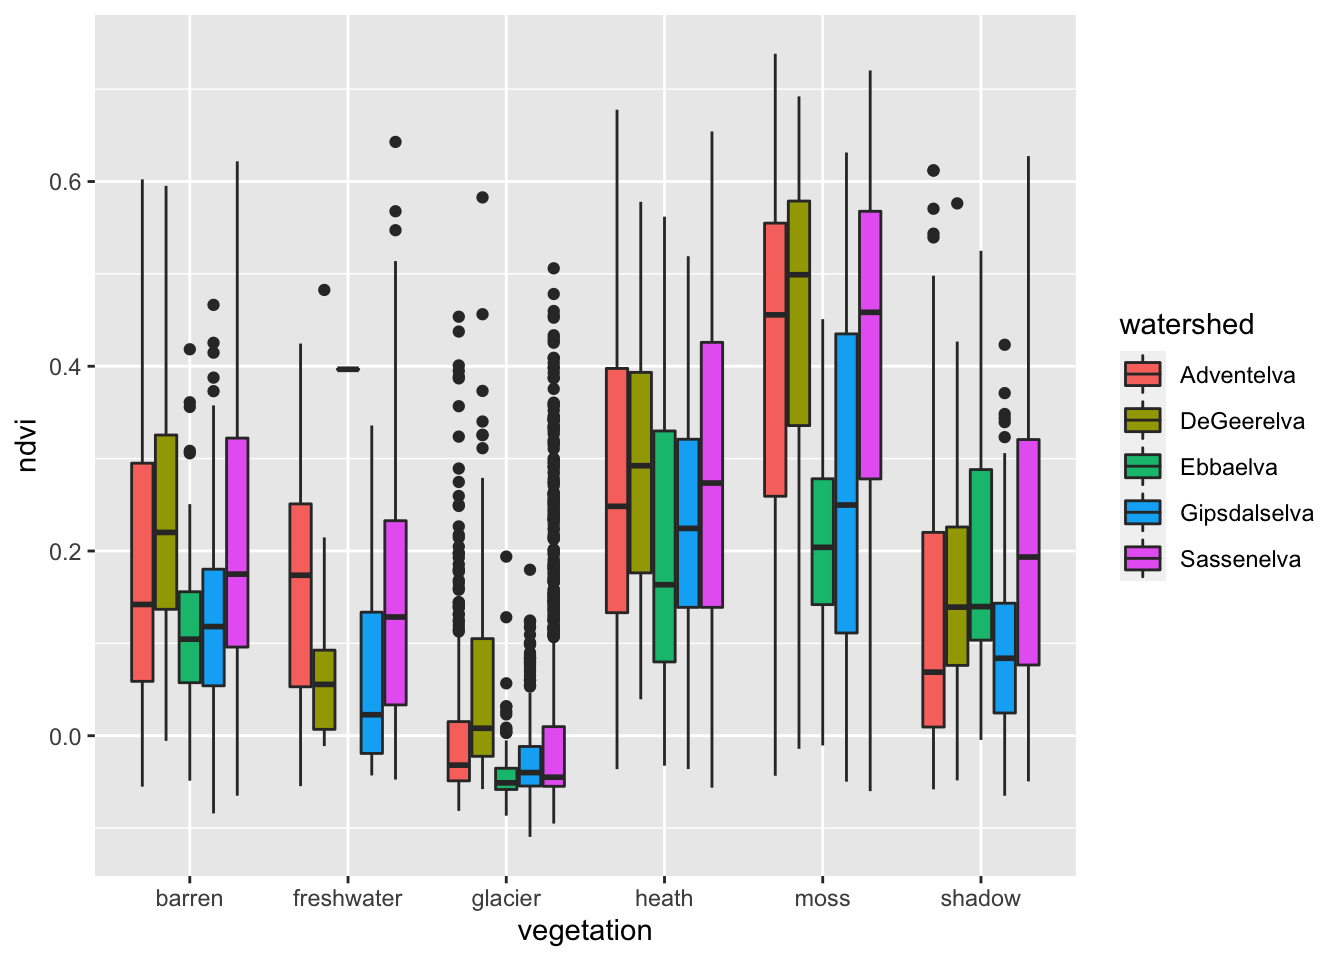 ndvi
0.6
0.4
0.2
0.0
barren freshwater glacier heath moss shadow
vegetation
watershed
Adventelva
DeGeerelva
Ebbaelva
Gipsdalselva
Sassenelva